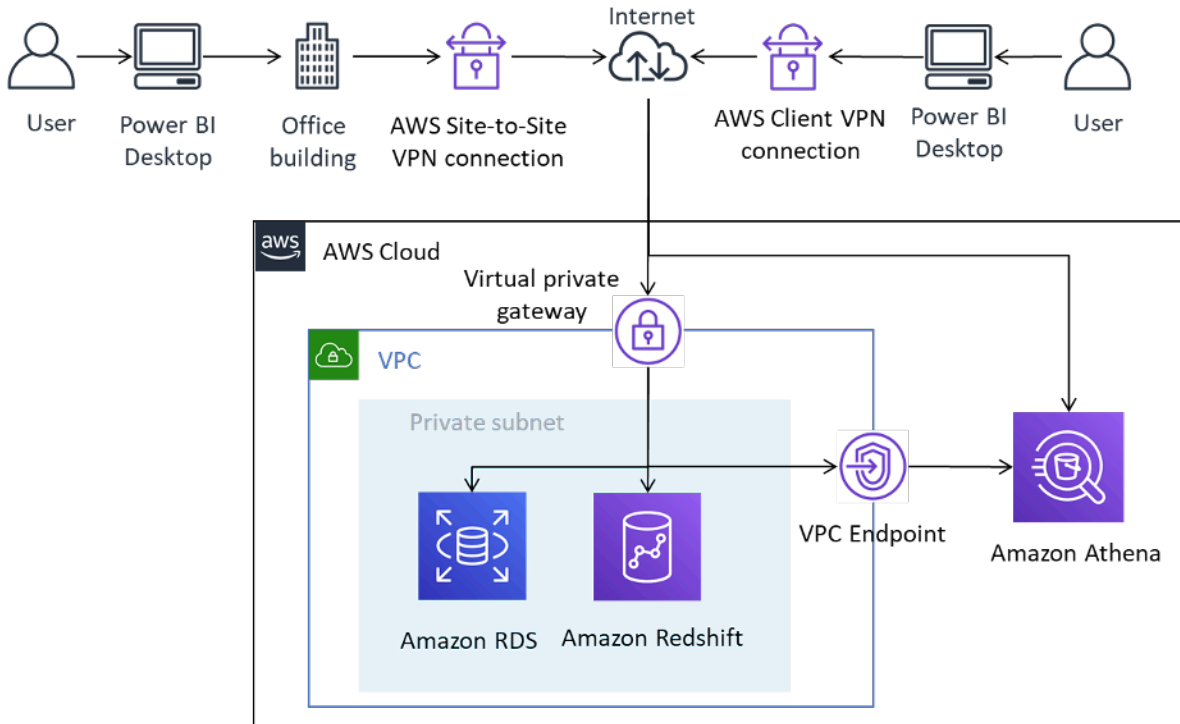 Internet
User
Power BI
Desktop
Office
building
AWS Site-to-Site
VPN connection
AWS Client VPN
connection
Power BI
Desktop
User
aws
AWS Cloud
Virtual private
gateway
VPC
Private subnet
VPC Endpoint
Amazon Athena
Amazon RDS
Amazon Redshift